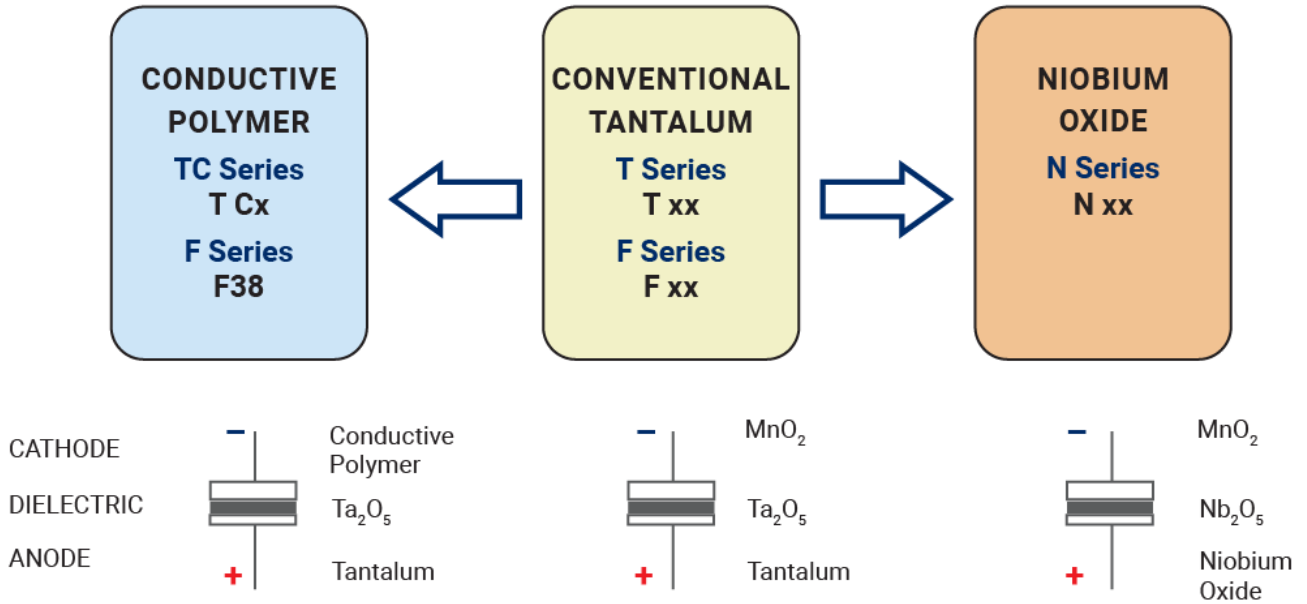 CONDUCTIVE
POLYMER
TC Series
T Cx
F Series
F38
CONVENTIONAL
TANTALUM
T Series
T xx
F Series
F xx
NIOBIUM
OXIDE
N Series
N xx
CATHODE
DIELECTRIC
ANODE
−
Conductive
Polymer
Ta₂O₅
+
Tantalum
−
MnO₂
Ta₂O₅
+
Tantalum
−
MnO₂
Nb₂O₅
+
Niobium
Oxide